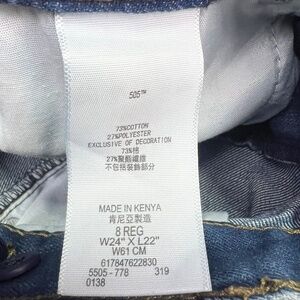 505™
73%COTTON
27%POLYESTER
EXCLUSIVE OF DECORATION
73%棉
27%聚酯纖維
不包括裝飾部分
MADE IN KENYA
肯尼亞製造
8 REG
W24" X L22"
W61 CM
617847622830
5505-778 319
0138